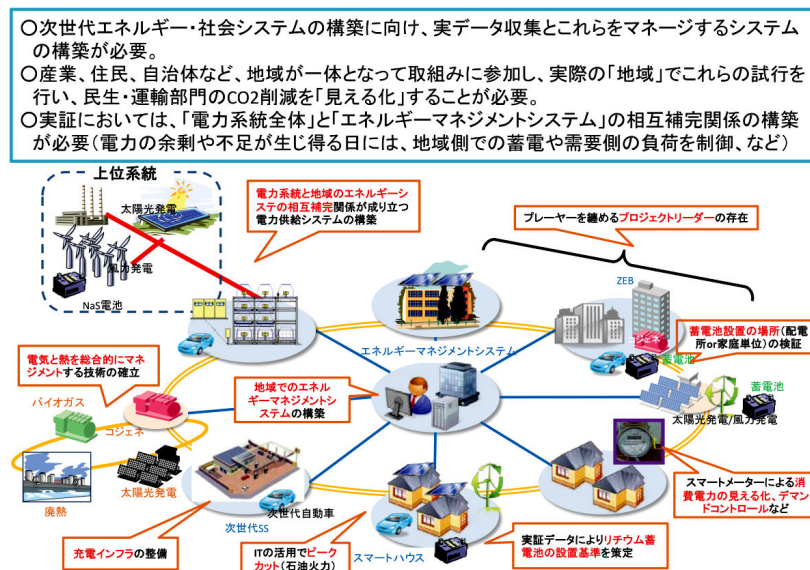 ○次世代エネルギー・社会システムの構築に向け、実データ収集とこれらをマネージするシステム
の構築が必要。
○産業、住民、自治体など、地域が一体となって取組みに参加し、実際の「地域」でこれらの試行を
行い、民生・運輸部門のCO2削減を「見える化」することが必要。
○実証においては、「電力系統全体」と「エネルギーマネジメントシステム」の相互補完関係の構築
が必要(電力の余剰や不足が生じ得る日には、地域側での蓄電や需要側の負荷を制御、など)
上位系統
太陽光発電
風力発電
NaS電池
電力系統と地域のエネルギーシ
ステの相互補完関係が成り立つ
電力供給システムの構築
プレーヤーを纏めるプロジェクトリーダーの存在
ZEB
エネルギーマネジメントシステム
コジェネ
蓄電池
蓄電池設置の場所(配電
所or家庭単位)の検証
電気と熱を総合的にマネ
ジメントする技術の確立
地域でのエネル
ギーマネジメントシ
ステムの構築
蓄電池
太陽光発電/風力発電
バイオガス
コジェネ
廃熱
太陽光発電
次世代SS
次世代自動車
スマートハウス
スマートメーターによる消
費電力の見える化、デマン
ドコントロールなど
充電インフラの整備
ITの活用でピーク
カット(石油火力)
実証データによりリチウム蓄
電池の設置基準を策定